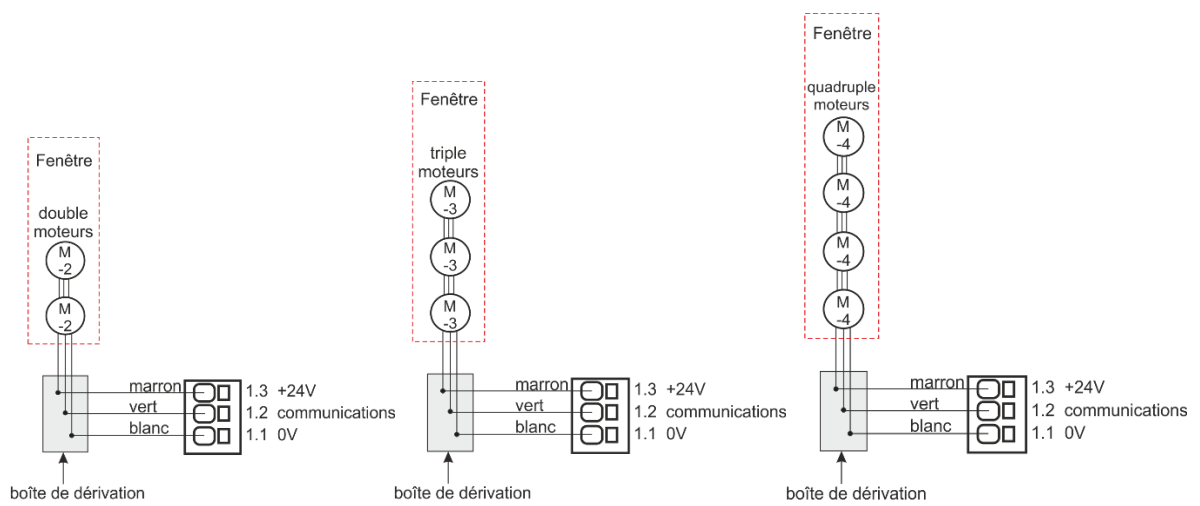 Fenêtre
double
moteurs
M
-2
M
-2
marron
1.3 +24V
vert
1.2 communications
blanc
1.1 0V
boîte de dérivation
Fenêtre
triple
moteurs
M
-3
M
-3
M
-3
marron
1.3 +24V
vert
1.2 communications
blanc
1.1 0V
boîte de dérivation
Fenêtre
quadruple
moteurs
M
-4
M
-4
M
-4
M
-4
marron
1.3 +24V
vert
1.2 communications
blanc
1.1 0V
boîte de dérivation